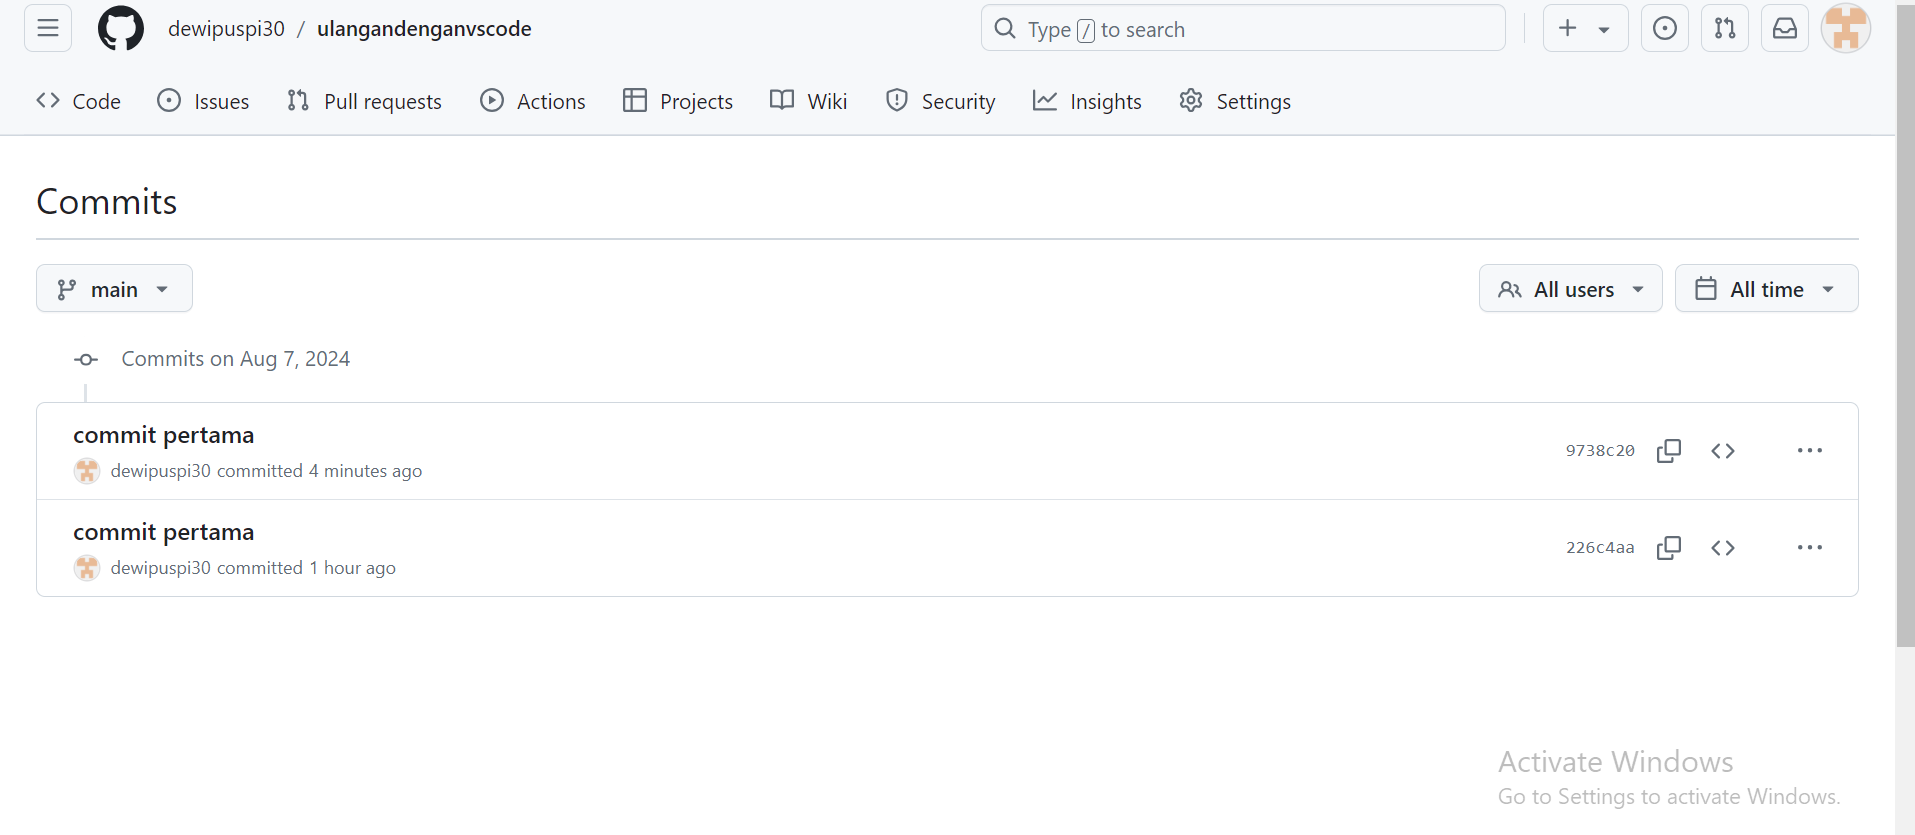 dewipuspi30 / ulangandenganvscode
Type / to search
Code Issues Pull requests Actions Projects Wiki Security Insights Settings
Commits
main
All users All time
Commits on Aug 7, 2024
commit pertama
dewipuspi30 committed 4 minutes ago
9738c20
commit pertama
dewipuspi30 committed 1 hour ago
226c4aa
Activate Windows
Go to Settings to activate Windows.